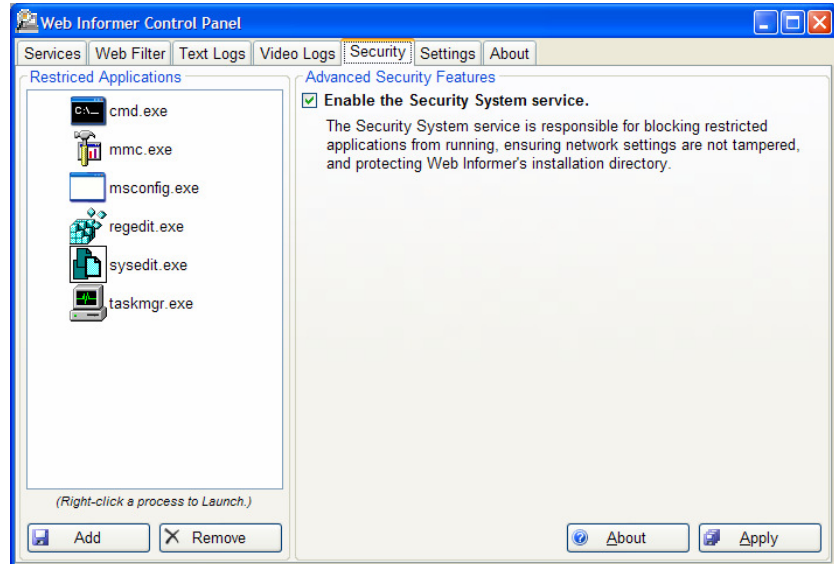 Web Informer Control Panel
Services Web Filter Text Logs Video Logs Security Settings About
Restriced Applications
C:\_ cmd.exe
mmc.exe
msconfig.exe
regedit.exe
sysedit.exe
taskmgr.exe
(Right-click a process to Launch.)
Add Remove
Advanced Security Features
Enable the Security System service.
The Security System service is responsible for blocking restricted
applications from running, ensuring network settings are not tampered,
and protecting Web Informer's installation directory.
About Apply